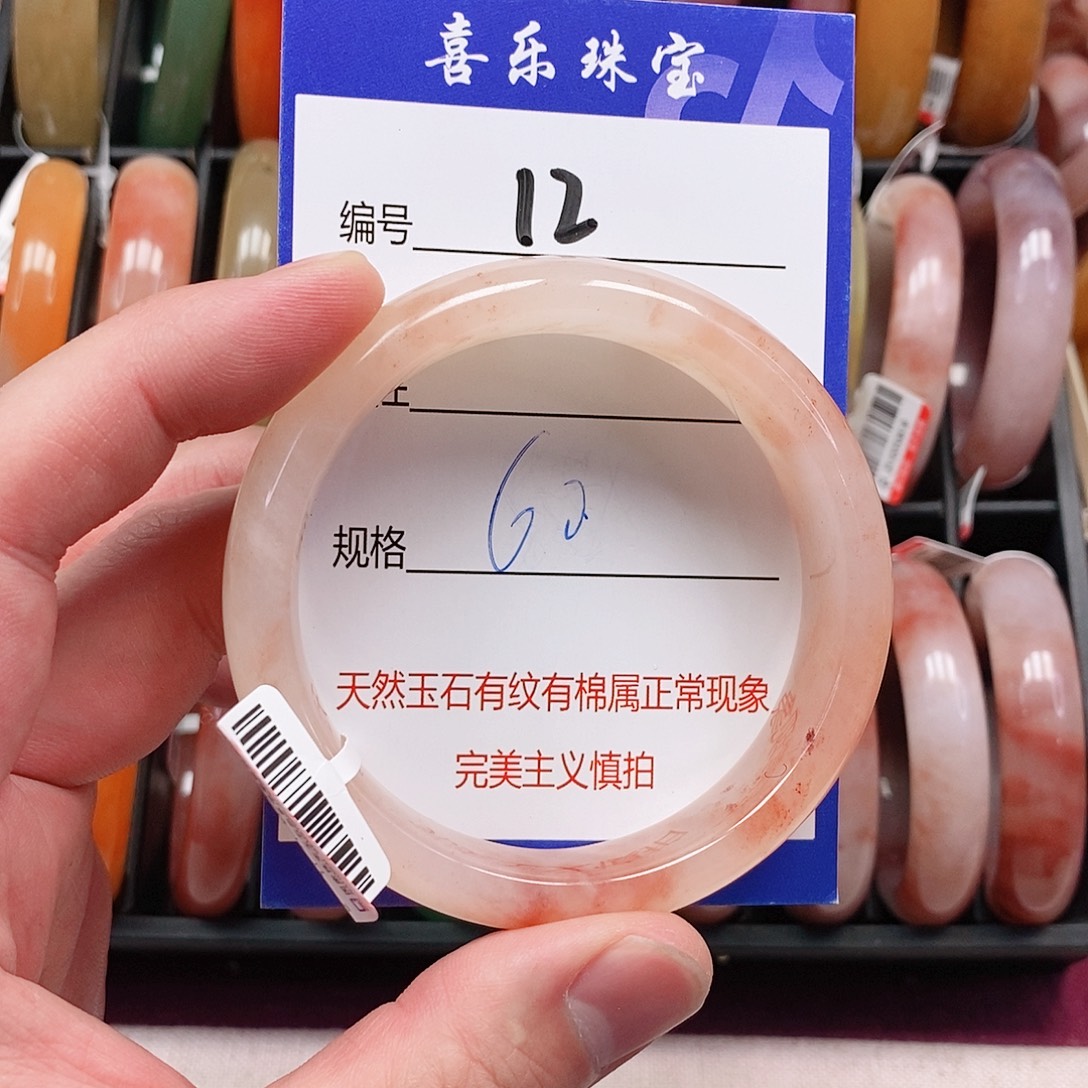 喜乐珠宝
编号 12
规格 62
天然玉石有纹有棉属正常现象
完美主义慎拍